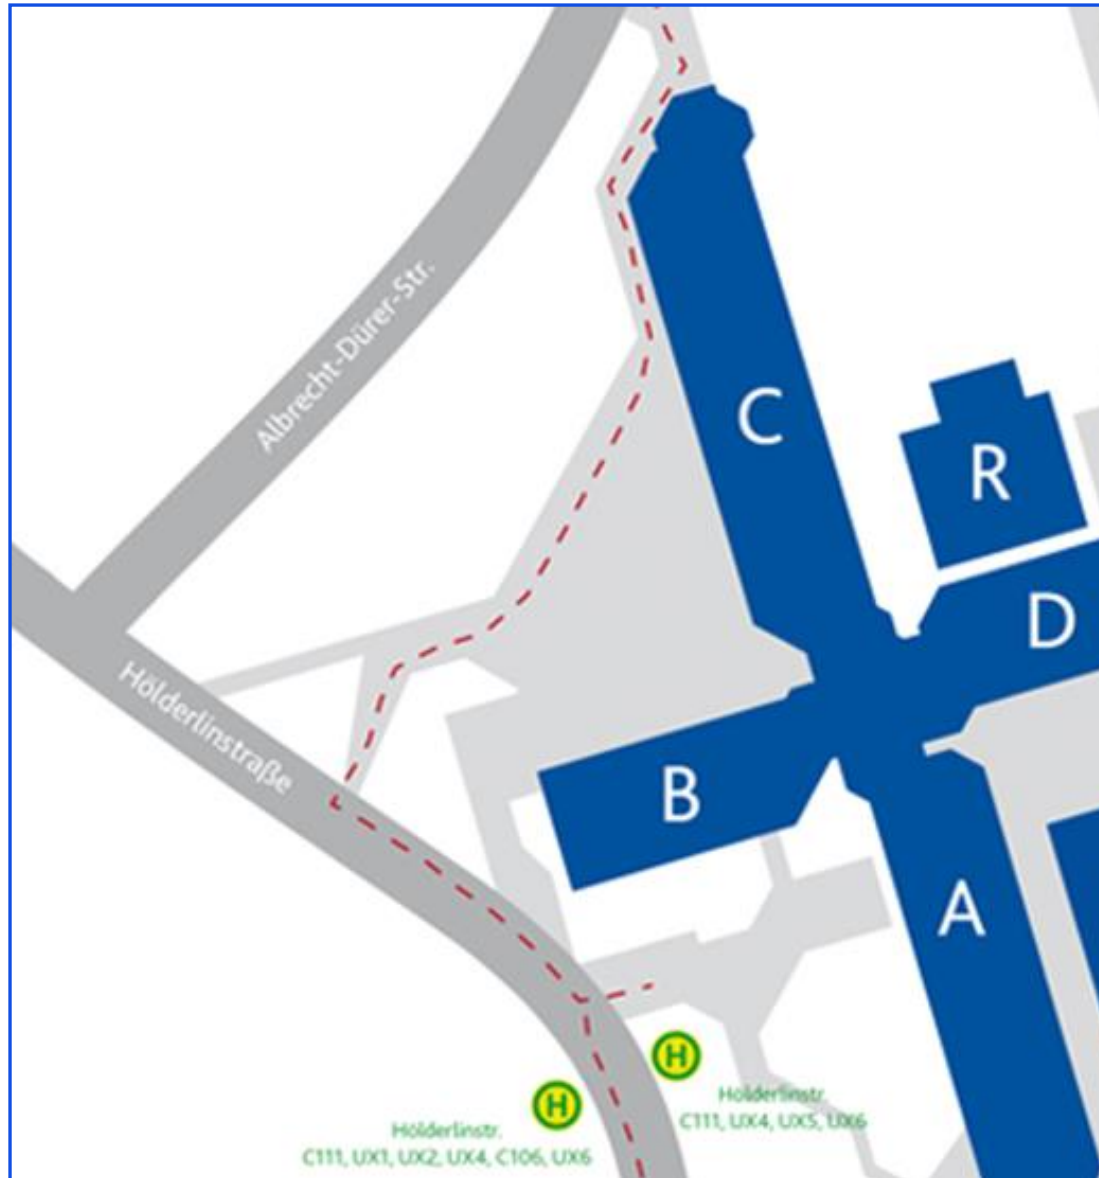 Albrecht-Dürer-Str.
C
R
D
Hölderlinstraße
B
A
H
H
Hölderlinstr.
C111, UX4, UX5, UX6
Hölderlinstr.
C111, UX1, UX2, UX4, C106, UX6